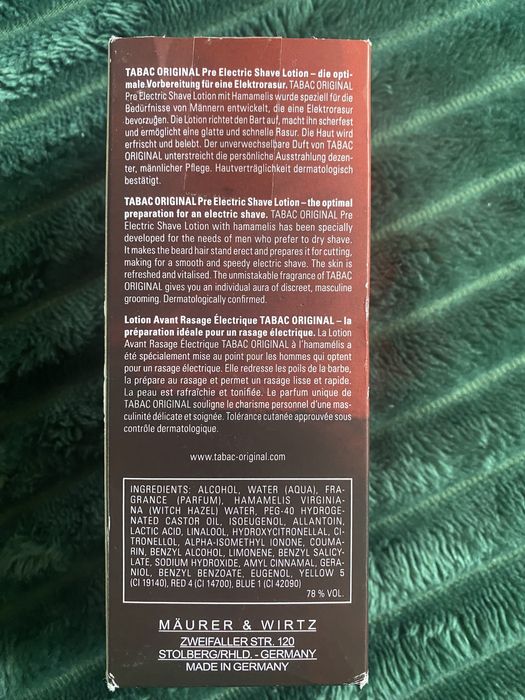 TABAC ORIGINAL Pre Electric Shave Lotion – die opti-
male Vorbereitung für eine Elektrorasur. TABAC ORIGINAL
Pre Electric Shave Lotion mit Hamamelis wurde speziell für die
Bedürfnisse von Männern entwickelt, die eine Elektrorasur
bevorzugen. Die Lotion richtet den Bart auf, macht ihn scherfest
und ermöglicht eine glatte und schnelle Rasur. Die Haut wird
erfrischt und belebt. Der unverwechselbare Duft von TABAC
ORIGINAL unterstreicht die persönliche Ausstrahlung dezen-
ter, männlicher Pflege. Hautverträglichkeit dermatologisch
bestätigt.
TABAC ORIGINAL Pre Electric Shave Lotion – the optimal
preparation for an electric shave. TABAC ORIGINAL Pre
Electric Shave Lotion with hamamelis has been specially
developed for the needs of men who prefer to dry shave.
It makes the beard hair stand erect and prepares it for cutting,
making for a smooth and speedy electric shave. The skin is
refreshed and vitalised. The unmistakable fragrance of TABAC
ORIGINAL gives you an individual aura of discreet, masculine
grooming. Dermatologically confirmed.
Lotion Avant Rasage Électrique TABAC ORIGINAL – la
préparation idéale pour un rasage électrique. La Lotion
Avant Rasage Électrique TABAC ORIGINAL à l'hamamélis a
été spécialement mise au point pour les hommes qui optent
pour un rasage électrique. Elle redresse les poils de la barbe,
la prépare au rasage et permet un rasage lisse et rapide.
La peau est rafraîchie et tonifiée. Le parfum unique de
TABAC ORIGINAL souligne le charisme personnel d'une mas-
culinité délicate et soignée. Tolérance cutanée approuvée sous
contrôle dermatologique.
www.tabac-original.com
INGREDIENTS: ALCOHOL, WATER (AQUA), FRA-
GRANCE (PARFUM), HAMAMELIS VIRGINIA-
NA (WITCH HAZEL) WATER, PEG-40 HYDROGE-
NATED CASTOR OIL, ISOEUGENOL, ALLANTOIN,
LACTIC ACID, LINALOOL, HYDROXYCITRONELLAL, CI-
TRONELLOL, ALPHA-ISOMETHYL IONONE, COUMA-
RIN, BENZYL ALCOHOL, LIMONENE, BENZYL SALICY-
LATE, SODIUM HYDROXIDE, AMYL CINNAMAL, GERA-
NIOL, BENZYL BENZOATE, EUGENOL, YELLOW 5
(CI 19140), RED 4 (CI 14700), BLUE 1 (CI 42090)
78 % VOL.
MÄURER & WIRTZ
ZWEIFALLER STR. 120
STOLBERG/RHLD. - GERMANY
MADE IN GERMANY